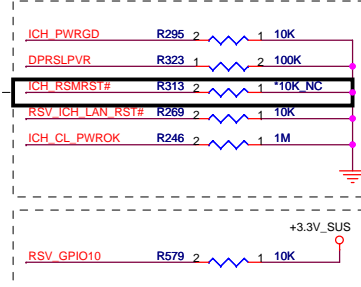 ICH_PWRGD R295 2 1 10K
DPRSLPVR R323 1 2 100K
ICH_RSMRST# R313 2 1 *10K_NC
RSV_ICH_LAN_RST# R269 2 1 10K
ICH_CL_PWROK R246 2 1 1M
+3.3V_SUS
RSV_GPIO10 R579 2 1 10K